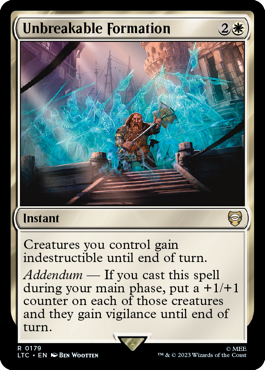 Unbreakable Formation 2
Instant
Creatures you control gain
indestructible until end of turn.
Addendum — If you cast this spell
during your main phase, put a +1/+1
counter on each of those creatures
and they gain vigilance until end of
turn.
R 0179
LTC • EN Ben Wootten
© MEE
™ & © 2023 Wizards of the Coast